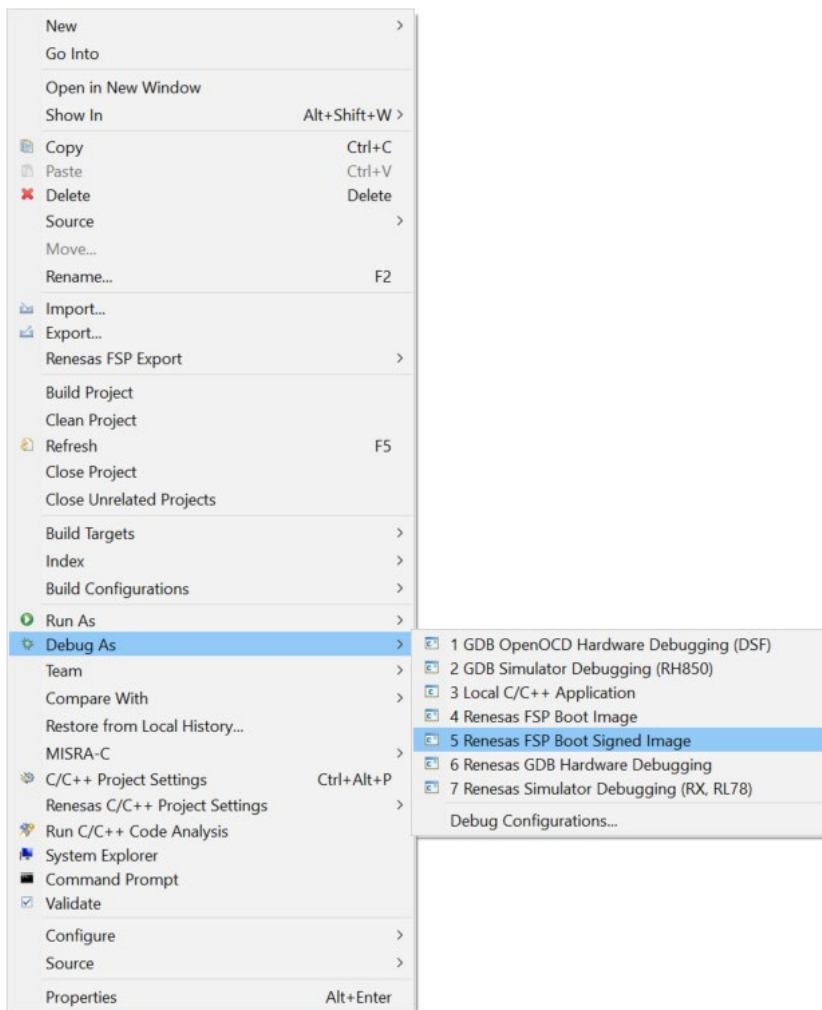 New
Go Into
Open in New Window
Show In Alt+Shift+W >
Copy Ctrl+C
Paste Ctrl+V
Delete Delete
Source >
Move...
Rename... F2
Import...
Export...
Renesas FSP Export >
Build Project
Clean Project
Refresh F5
Close Project
Close Unrelated Projects
Build Targets >
Index >
Build Configurations >
Run As >
Debug As >
Team >
Compare With >
Restore from Local History...
MISRA-C >
C/C++ Project Settings Ctrl+Alt+P
Renesas C/C++ Project Settings >
Run C/C++ Code Analysis
System Explorer
Command Prompt
Validate
Configure >
Source >
Properties Alt+Enter
1 GDB OpenOCD Hardware Debugging (DSF)
2 GDB Simulator Debugging (RH850)
3 Local C/C++ Application
4 Renesas FSP Boot Image
5 Renesas FSP Boot Signed Image
6 Renesas GDB Hardware Debugging
7 Renesas Simulator Debugging (RX, RL78)
Debug Configurations...